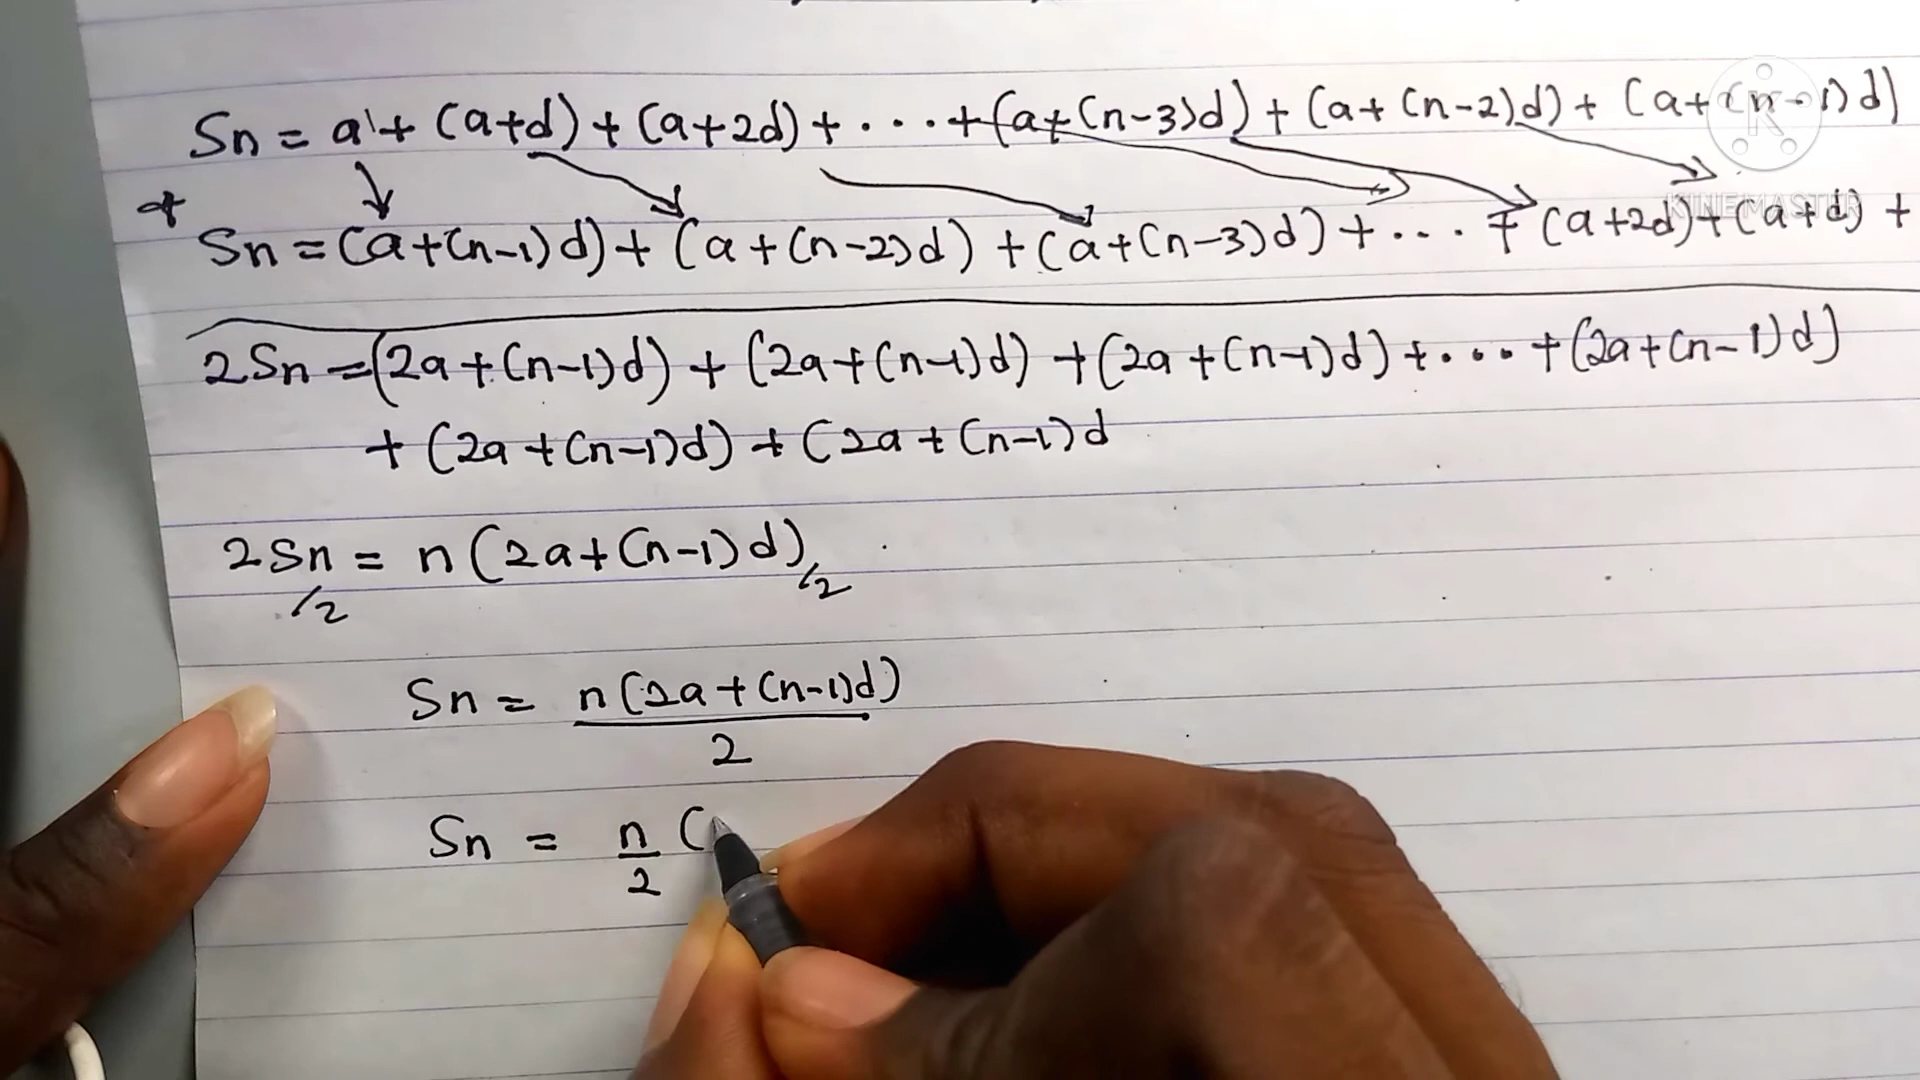 Sn = a + (a+d) + (a+2d) + . . . + (a+(n-3)d) + (a+(n-2)d) + (a+(n-1)d)
+
Sn = (a+(n-1)d) + (a+(n-2)d) + (a+(n-3)d) + . . . + (a+2d) + (a+d) +
KINEMASTER
2Sn = (2a+(n-1)d) + (2a+(n-1)d) + (2a+(n-1)d) + . . . + (2a+(n-1)d)
+ (2a+(n-1)d) + (2a+(n-1)d
2Sn/2 = n(2a+(n-1)d)/2
Sn = n(2a+(n-1)d)
2
Sn = n (
2